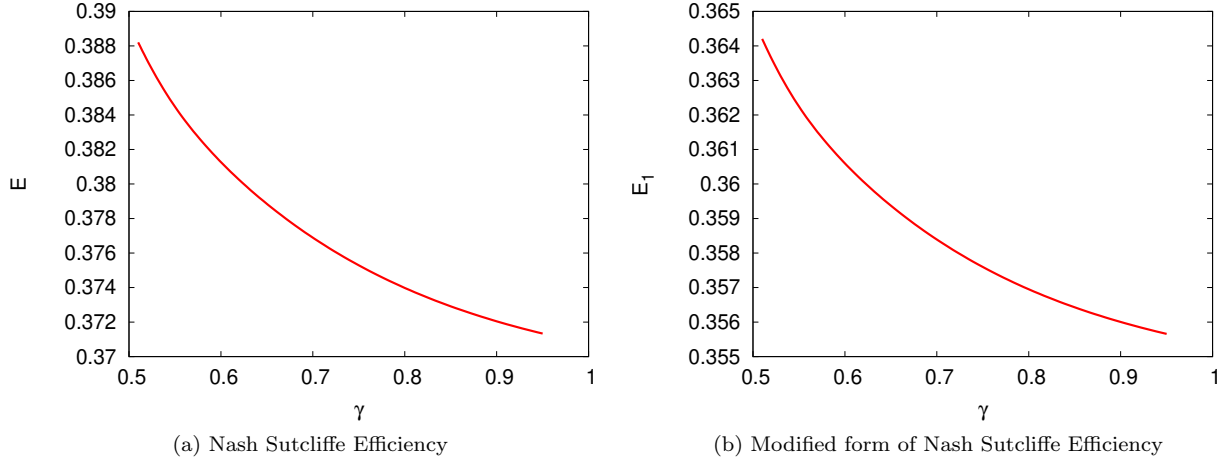 0.39
0.388
0.386
0.384
0.382
0.38
0.378
0.376
0.374
0.372
0.37
E
0.5 0.6 0.7 0.8 0.9 1
γ
(a) Nash Sutcliffe Efficiency
0.365
0.364
0.363
0.362
0.361
0.36
0.359
0.358
0.357
0.356
0.355
E₁
0.5 0.6 0.7 0.8 0.9 1
γ
(b) Modified form of Nash Sutcliffe Efficiency